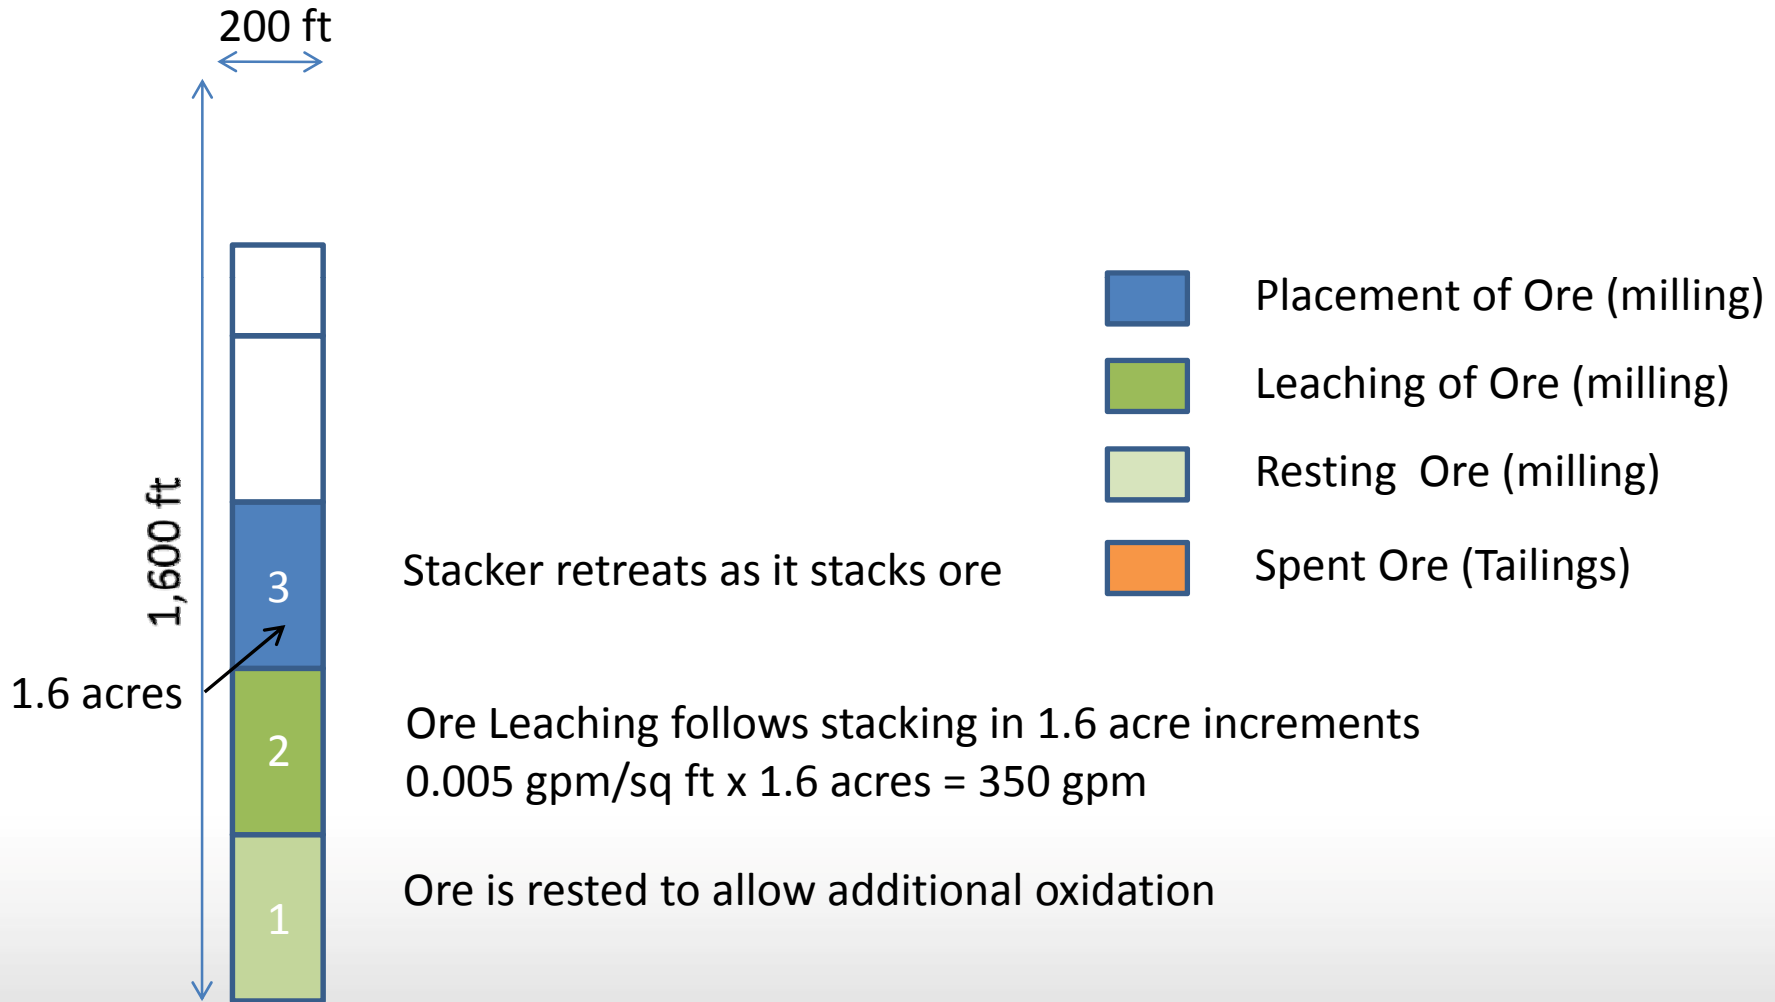 200 ft
1,600 ft
Placement of Ore (milling)
Leaching of Ore (milling)
Resting  Ore (milling)
Spent Ore (Tailings)
3
Stacker retreats as it stacks ore
1.6 acres
2
Ore Leaching follows stacking in 1.6 acre increments
0.005 gpm/sq ft x 1.6 acres = 350 gpm
1
Ore is rested to allow additional oxidation